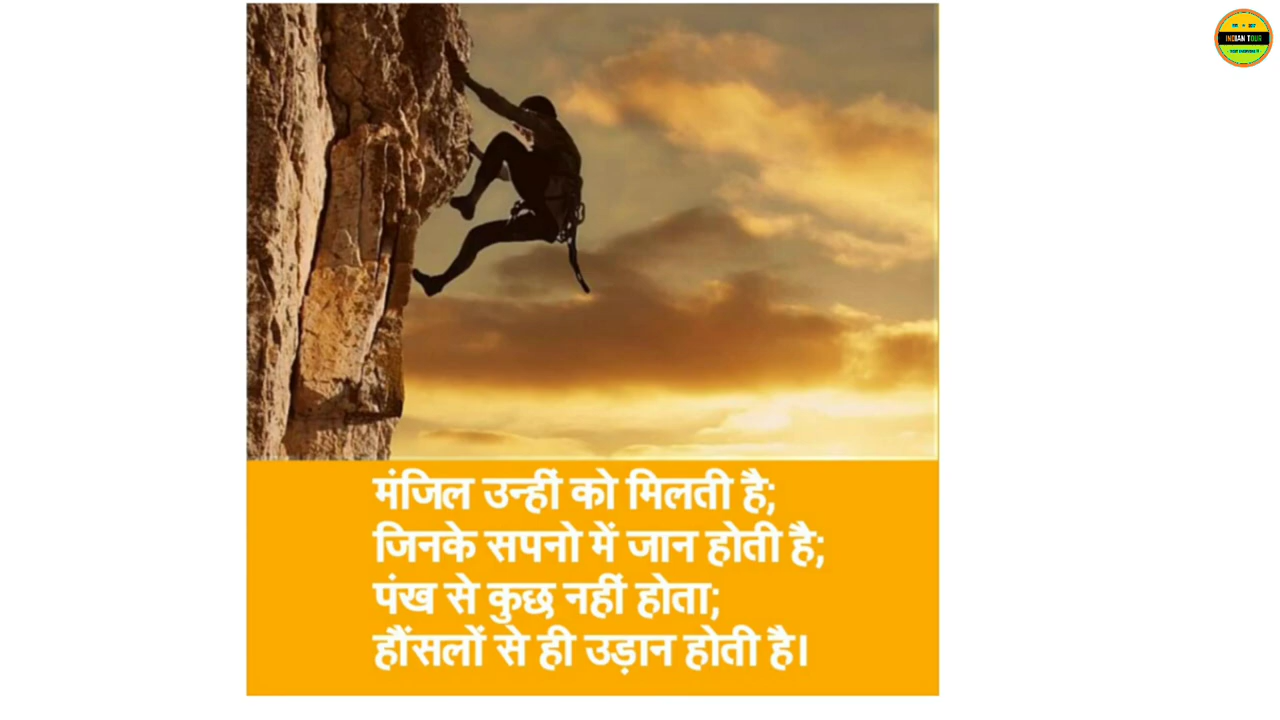 INDIAN TOUR
मंजिल उन्हीं को मिलती है;
जिनके सपनो में जान होती है;
पंख से कुछ नहीं होता;
हौंसलों से ही उड़ान होती है।